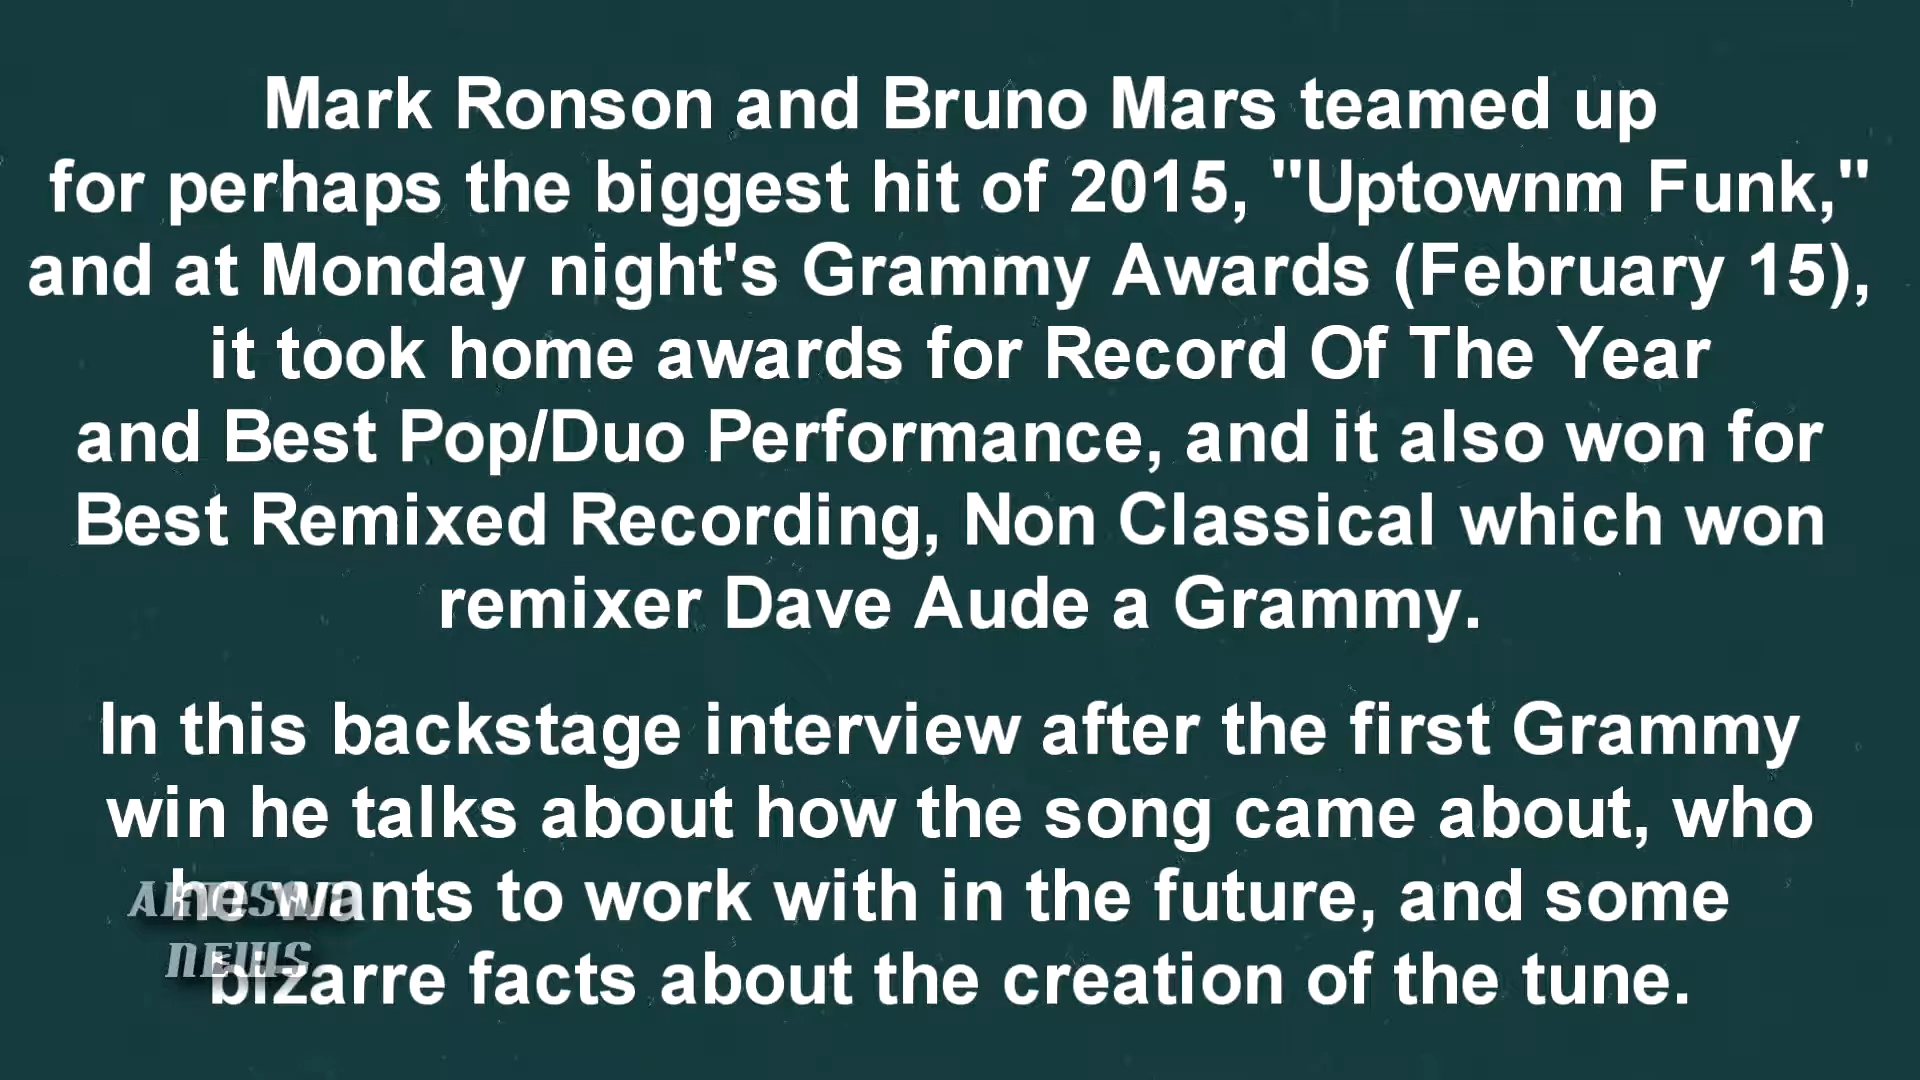 Mark Ronson and Bruno Mars teamed up
for perhaps the biggest hit of 2015, "Uptownm Funk,"
and at Monday night's Grammy Awards (February 15),
it took home awards for Record Of The Year
and Best Pop/Duo Performance, and it also won for
Best Remixed Recording, Non Classical which won
remixer Dave Aude a Grammy.
In this backstage interview after the first Grammy
win he talks about how the song came about, who
he wants to work with in the future, and some
bizarre facts about the creation of the tune.
NEWS